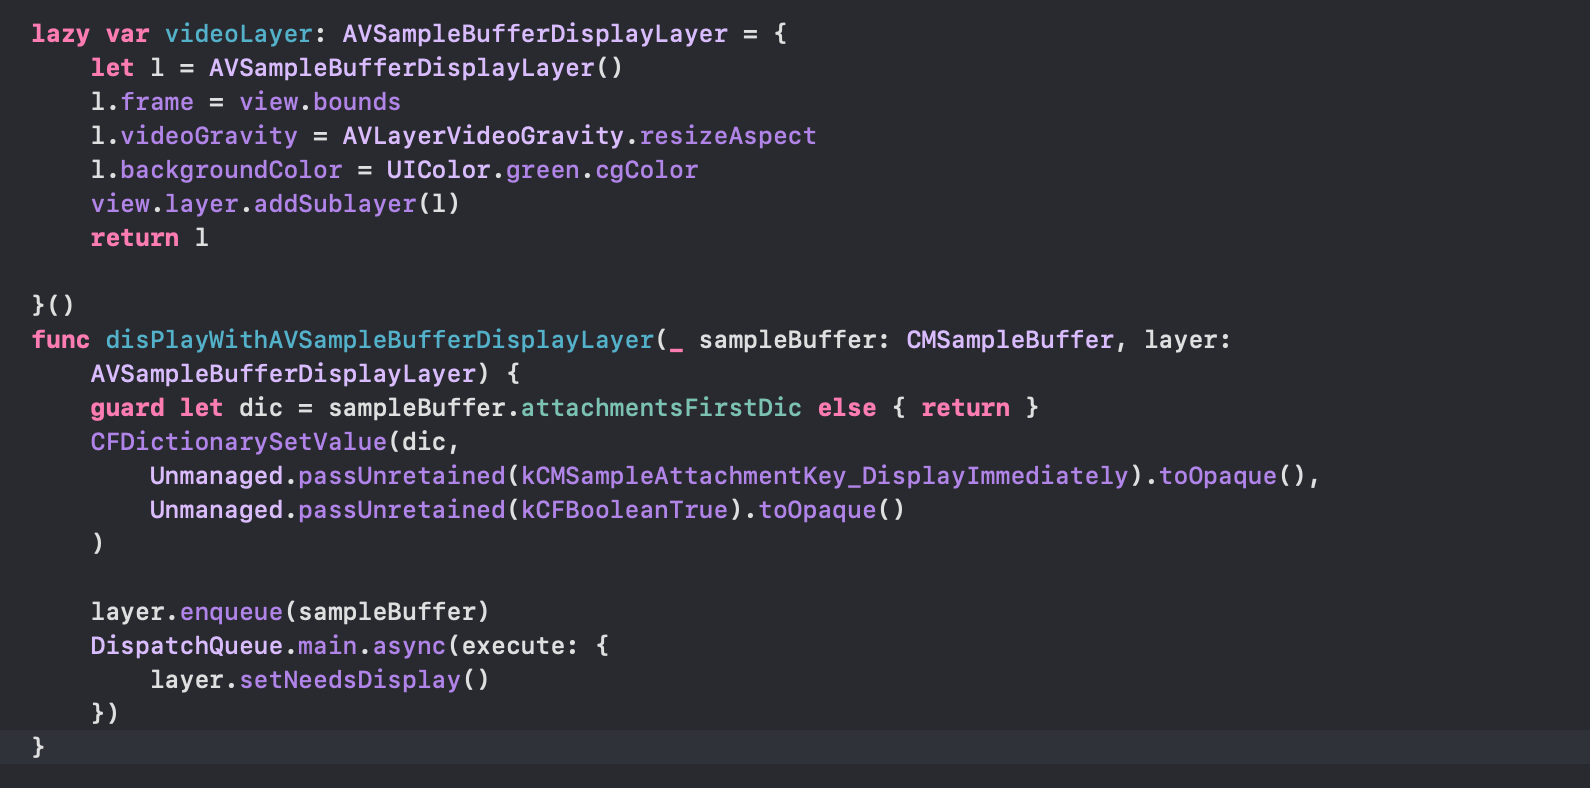 lazy var videoLayer: AVSampleBufferDisplayLayer = {
    let l = AVSampleBufferDisplayLayer()
    l.frame = view.bounds
    l.videoGravity = AVLayerVideoGravity.resizeAspect
    l.backgroundColor = UIColor.green.cgColor
    view.layer.addSublayer(l)
    return l

}()
func disPlayWithAVSampleBufferDisplayLayer(_ sampleBuffer: CMSampleBuffer, layer:
    AVSampleBufferDisplayLayer) {
    guard let dic = sampleBuffer.attachmentsFirstDic else { return }
    CFDictionarySetValue(dic,
        Unmanaged.passUnretained(kCMSampleAttachmentKey_DisplayImmediately).toOpaque(),
        Unmanaged.passUnretained(kCFBooleanTrue).toOpaque()
    )

    layer.enqueue(sampleBuffer)
    DispatchQueue.main.async(execute: {
        layer.setNeedsDisplay()
    })
}